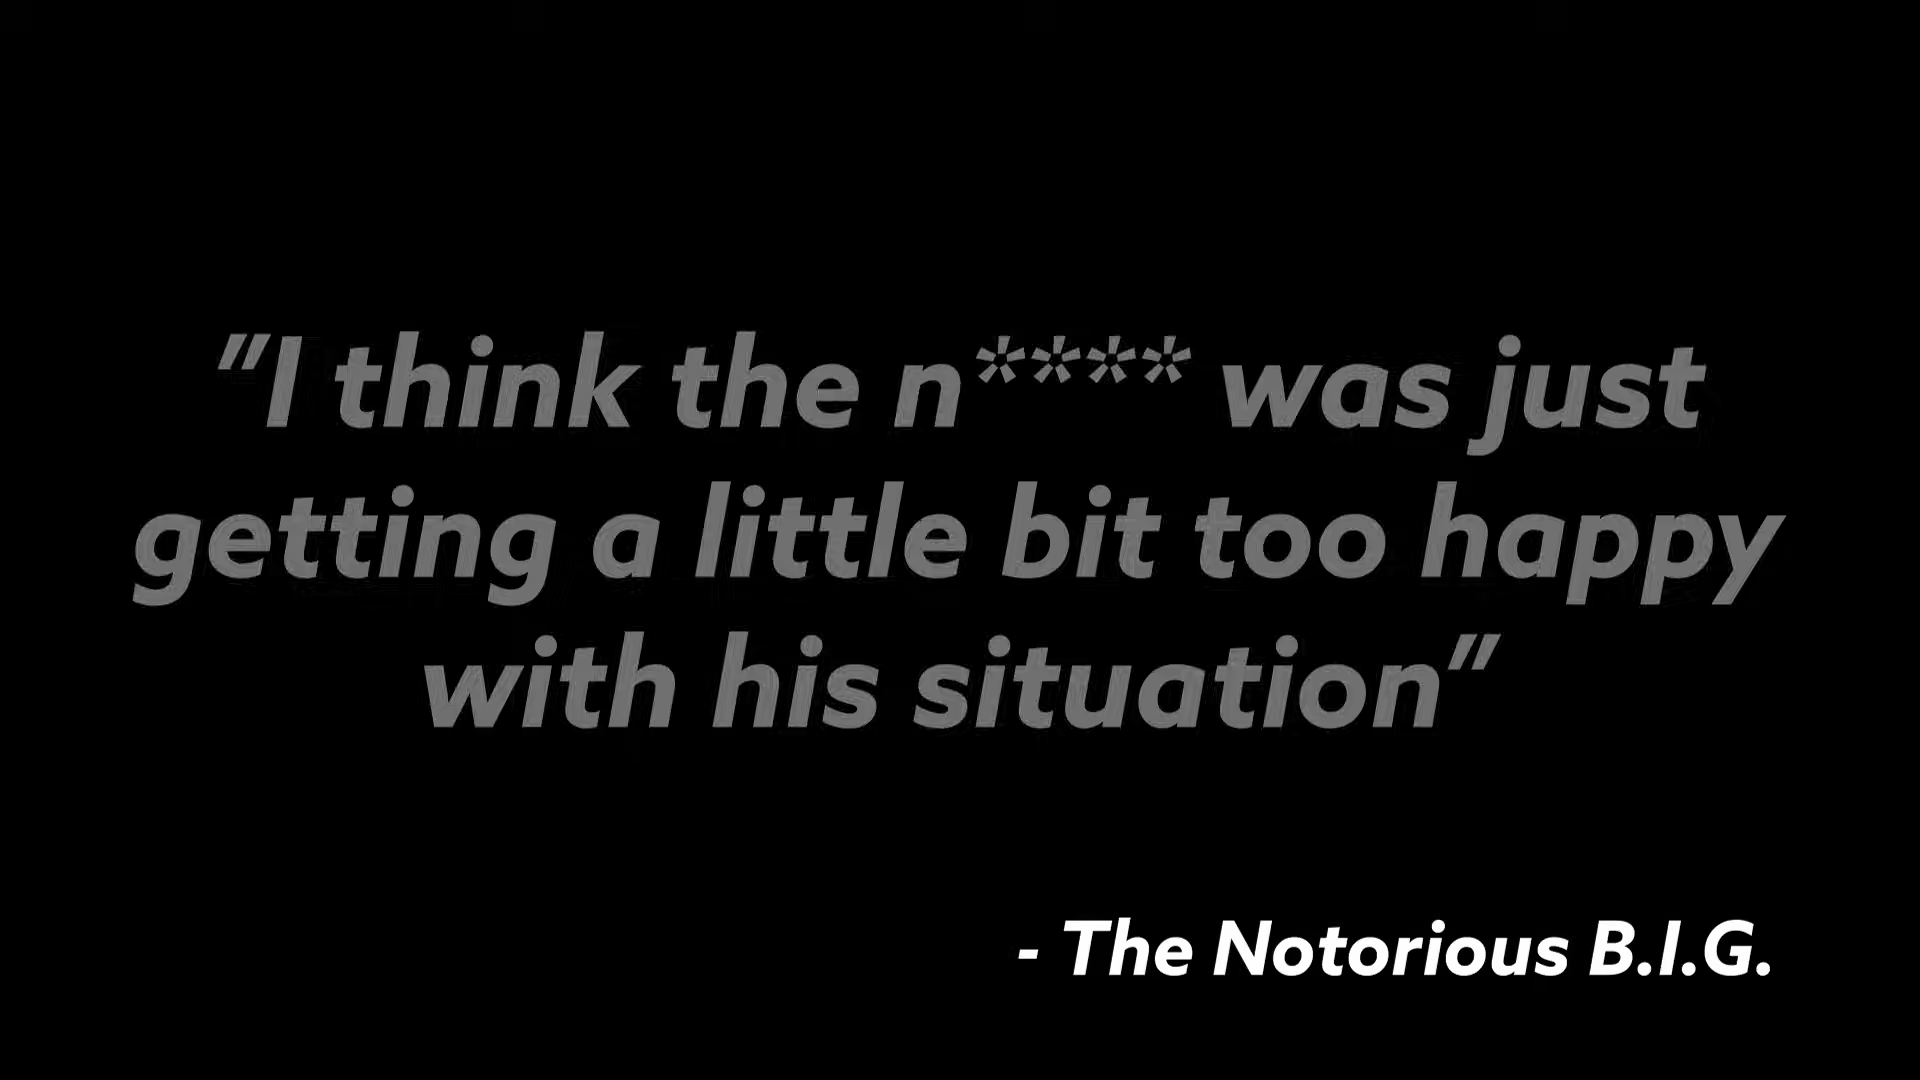 "I think the n**** was just
getting a little bit too happy
with his situation"
- The Notorious B.I.G.